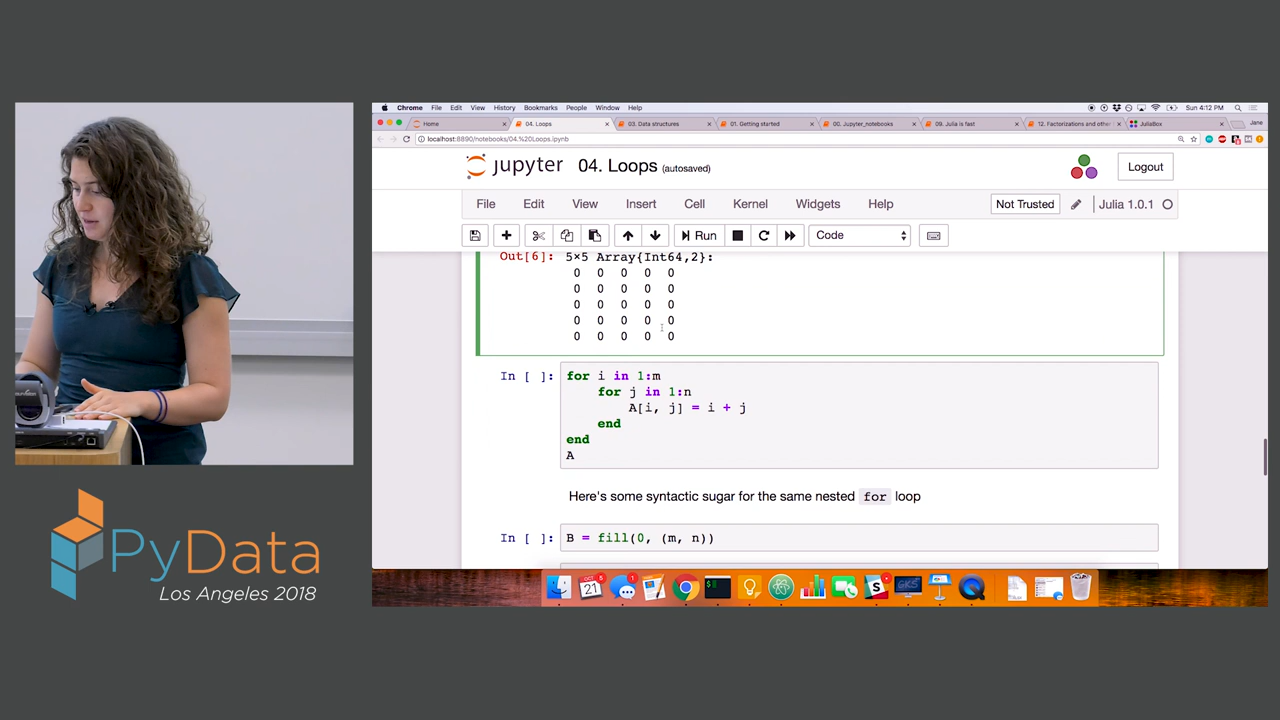 Chrome File Edit View History Bookmarks People Window Help Sun 4:12 PM
Home 04. Loops 03. Data structures 01. Getting started 00. Jupyter_notebooks 09. Julia is fast 12. Factorizations and other JuliaBox Jane
localhost:8890/notebooks/04.%20Loops.ipynb
jupyter 04. Loops (autosaved) Logout
File Edit View Insert Cell Kernel Widgets Help Not Trusted Julia 1.0.1
Run Code
Out[6]: 5×5 Array{Int64,2}:
0 0 0 0 0
0 0 0 0 0
0 0 0 0 0
0 0 0 0 0
0 0 0 0 0
In [ ]: for i in 1:m
for j in 1:n
A[i, j] = i + j
end
end
A
Here's some syntactic sugar for the same nested for loop
In [ ]: B = fill(0, (m, n))
PyData
Los Angeles 2018